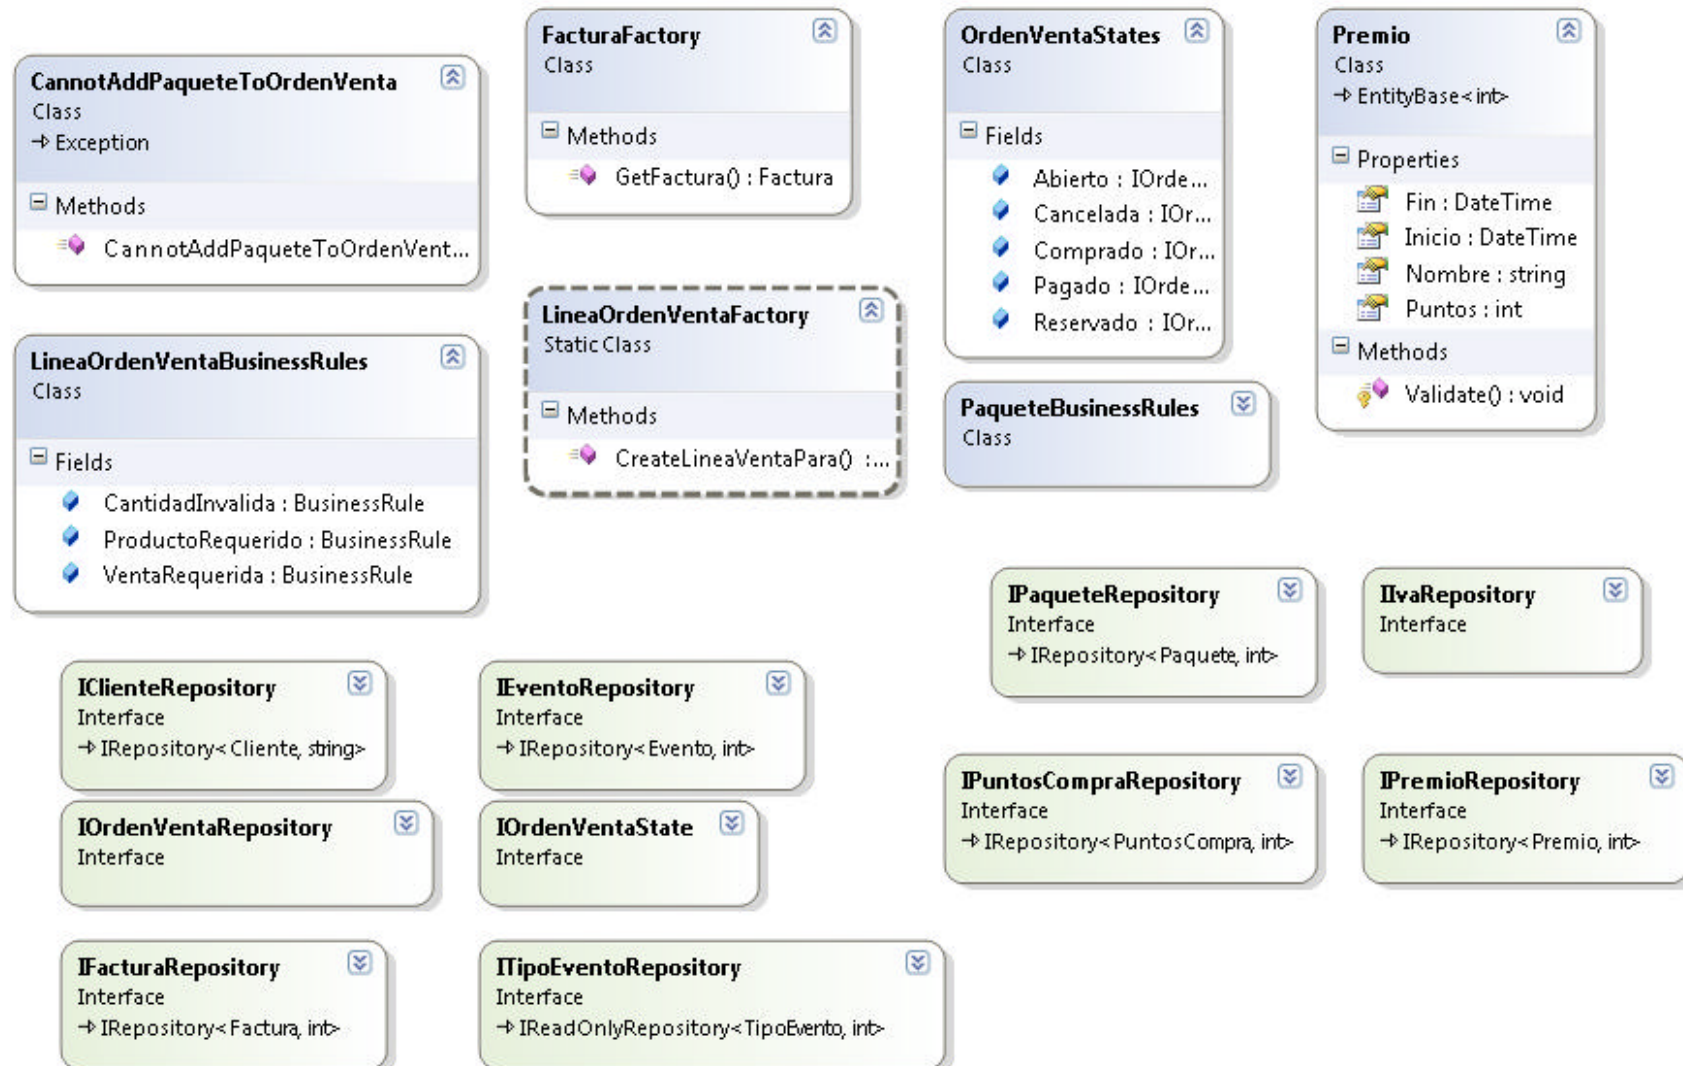 CannotAddPaqueteToOrdenVenta
Class
Exception
Methods
CannotAddPaqueteToOrdenVent...
LineaOrdenVentaBusinessRules
Class
Fields
CantidadInvalida : BusinessRule
ProductoRequerido : BusinessRule
VentaRequerida : BusinessRule
FacturaFactory
Class
Methods
GetFactura() : Factura
LineaOrdenVentaFactory
Static Class
Methods
CreateLineaVentaPara() :...
OrdenVentaStates
Class
Fields
Abierto : IOrde...
Cancelada : IOr...
Comprado : IOr...
Pagado : IOrde...
Reservado : IOr...
PaqueteBusinessRules
Class
Premio
Class
EntityBase<int>
Properties
Fin : DateTime
Inicio : DateTime
Nombre : string
Puntos : int
Methods
Validate() : void
IPaqueteRepository
Interface
IRepository<Paquete, int>
IIvaRepository
Interface
IClienteRepository
Interface
IRepository<Cliente, string>
IEventoRepository
Interface
IRepository<Evento, int>
IPuntosCompraRepository
Interface
IRepository<PuntosCompra, int>
IPremioRepository
Interface
IRepository<Premio, int>
IOrdenVentaRepository
Interface
IOrdenVentaState
Interface
IFacturaRepository
Interface
IRepository<Factura, int>
ITipoEventoRepository
Interface
IReadOnlyRepository<TipoEvento, int>